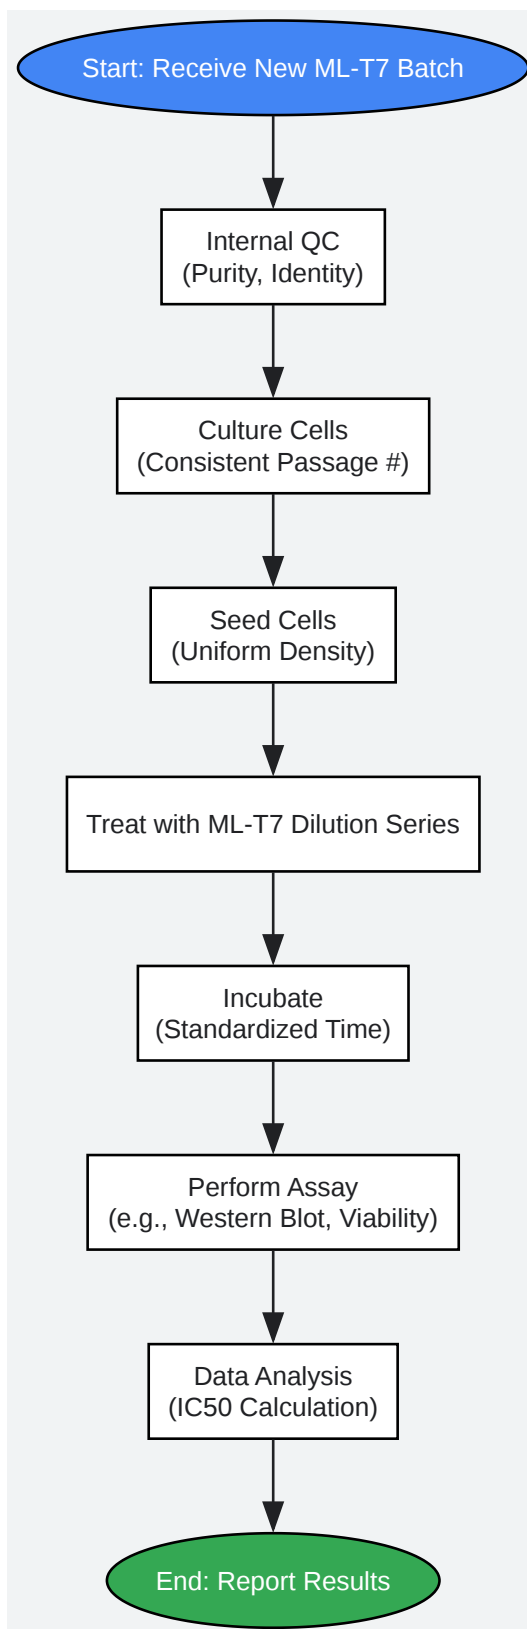 Start: Receive New ML-T7 Batch
Internal QC
(Purity, Identity)
Culture Cells
(Consistent Passage #)
Seed Cells
(Uniform Density)
Treat with ML-T7 Dilution Series
Incubate
(Standardized Time)
Perform Assay
(e.g., Western Blot, Viability)
Data Analysis
(IC50 Calculation)
End: Report Results